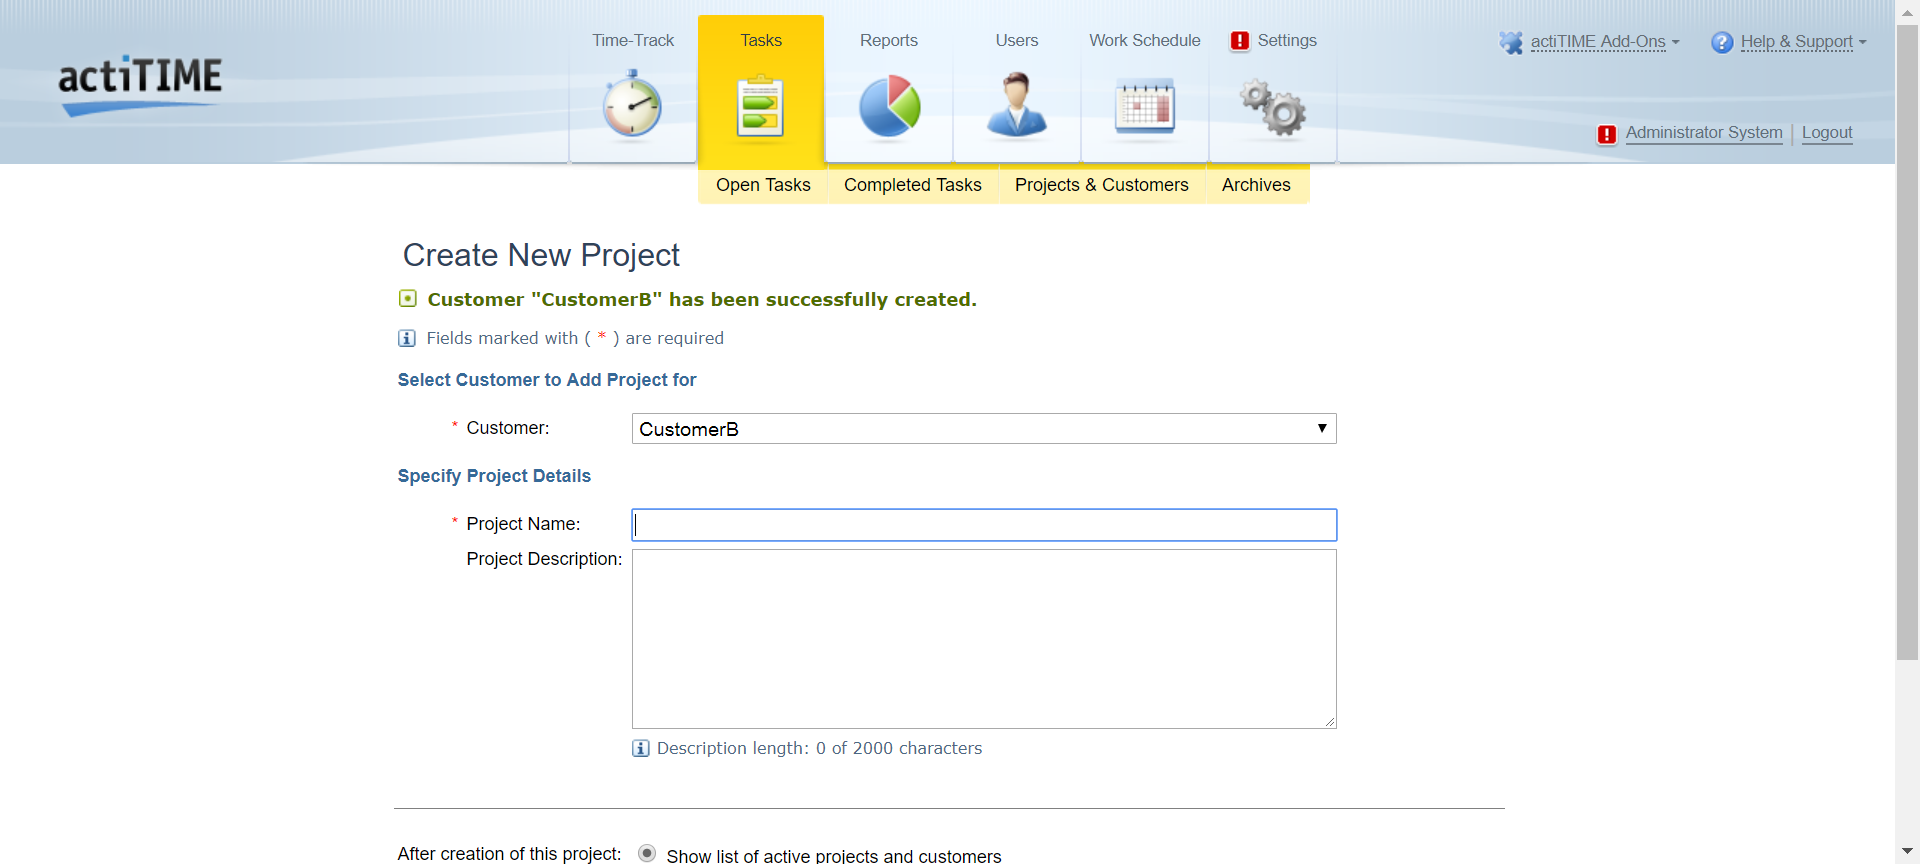 actiTIME
Time-Track
Tasks
Reports
Users
Work Schedule
Settings
actiTIME Add-Ons
Help & Support
Administrator System
Logout
Open Tasks
Completed Tasks
Projects & Customers
Archives
Create New Project
Customer "CustomerB" has been successfully created.
Fields marked with ( * ) are required
Select Customer to Add Project for
* Customer:
CustomerB
Specify Project Details
* Project Name:
Project Description:
Description length: 0 of 2000 characters
After creation of this project:
Show list of active projects and customers